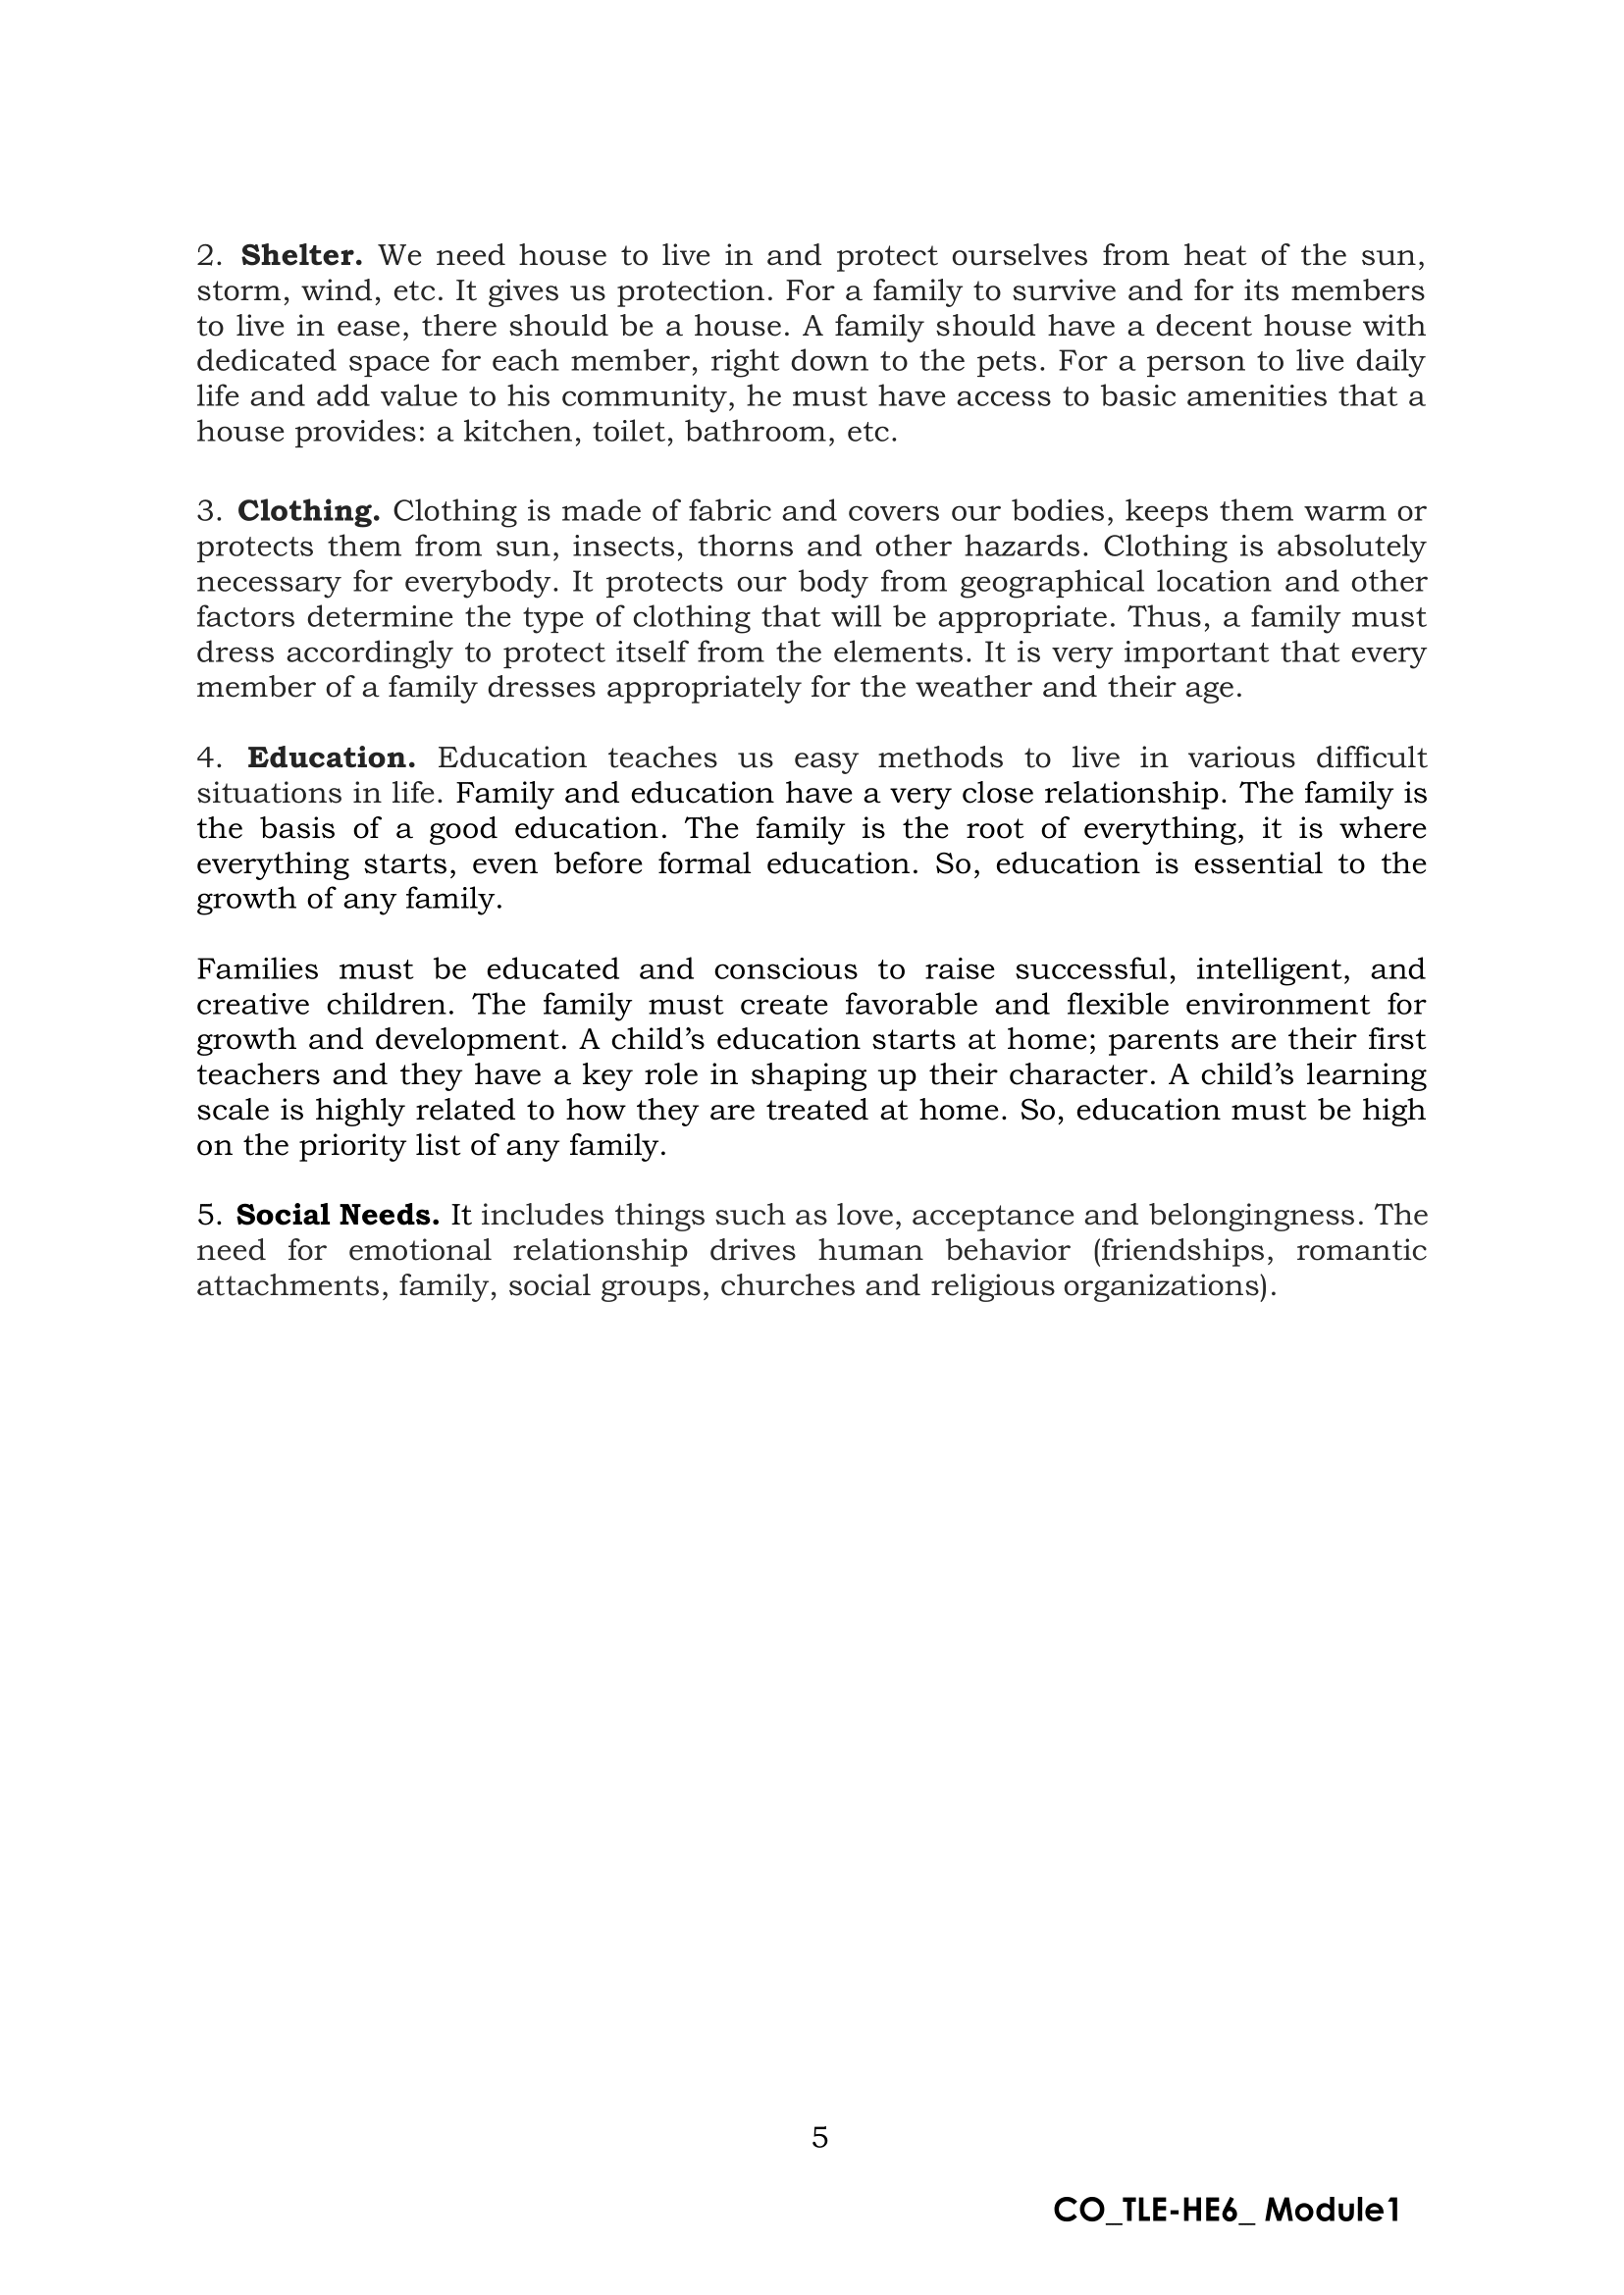 2. Shelter. We need house to live in and protect ourselves from heat of the sun,
storm, wind, etc. It gives us protection. For a family to survive and for its members
to live in ease, there should be a house. A family should have a decent house with
dedicated space for each member, right down to the pets. For a person to live daily
life and add value to his community, he must have access to basic amenities that a
house provides: a kitchen, toilet, bathroom, etc.
3. Clothing. Clothing is made of fabric and covers our bodies, keeps them warm or
protects them from sun, insects, thorns and other hazards. Clothing is absolutely
necessary for everybody. It protects our body from geographical location and other
factors determine the type of clothing that will be appropriate. Thus, a family must
dress accordingly to protect itself from the elements. It is very important that every
member of a family dresses appropriately for the weather and their age.
4. Education. Education teaches us easy methods to live in various difficult
situations in life. Family and education have a very close relationship. The family is
the basis of a good education. The family is the root of everything, it is where
everything starts, even before formal education. So, education is essential to the
growth of any family.
Families must be educated and conscious to raise successful, intelligent, and
creative children. The family must create favorable and flexible environment for
growth and development. A child’s education starts at home; parents are their first
teachers and they have a key role in shaping up their character. A child’s learning
scale is highly related to how they are treated at home. So, education must be high
on the priority list of any family.
5. Social Needs. It includes things such as love, acceptance and belongingness. The
need for emotional relationship drives human behavior (friendships, romantic
attachments, family, social groups, churches and religious organizations).
5
CO_TLE-HE6_ Module1